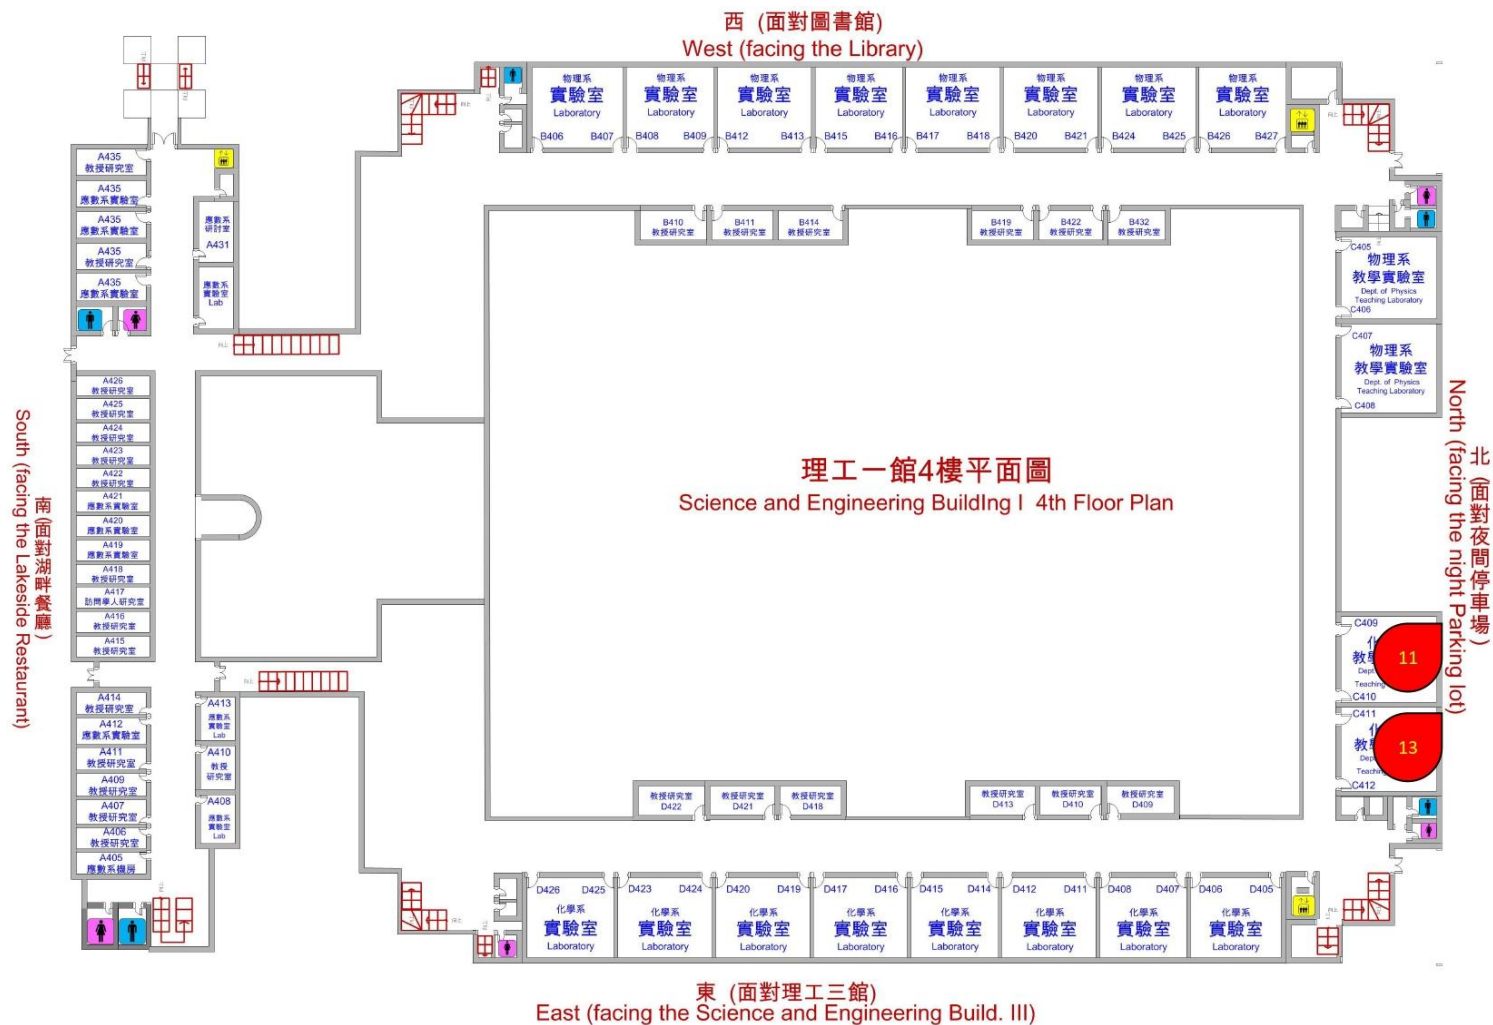 西 (面對圖書館)
West (facing the Library)
物理系
實驗室
Laboratory
B406 B407
物理系
實驗室
Laboratory
B408 B409
物理系
實驗室
Laboratory
B412 B413
物理系
實驗室
Laboratory
B415 B416
物理系
實驗室
Laboratory
B417 B418
物理系
實驗室
Laboratory
B420 B421
物理系
實驗室
Laboratory
B424 B425
物理系
實驗室
Laboratory
B426 B427
B410
教授研究室
B411
教授研究室
B414
教授研究室
B419
教授研究室
B422
教授研究室
B432
教授研究室
A435
教授研究室
A435
應數系實驗室
A435
應數系實驗室
A435
教授研究室
A435
應數系實驗室
應數系
研討室
A431
應數系
實驗室
Lab
A426
教授研究室
A425
教授研究室
A424
教授研究室
A423
教授研究室
A422
教授研究室
A421
應數系實驗室
A420
應數系實驗室
A419
應數系實驗室
A418
教授研究室
A417
訪問學人研究室
A416
教授研究室
A415
教授研究室
A414
教授研究室
A412
應數系實驗室
A411
教授研究室
A409
教授研究室
A407
教授研究室
A406
教授研究室
A405
應數系機房
A413
應數系
實驗室
Lab
A410
教授
研究室
A408
應數系
實驗室
Lab
南(面對湖畔餐廳)
South (facing the Lakeside Restaurant)
理工一館4樓平面圖
Science and Engineering BuildIng I 4th Floor Plan
C405
物理系
教學實驗室
Dept. of Physics
Teaching Laboratory
C406
C407
物理系
教學實驗室
Dept. of Physics
Teaching Laboratory
C408
C409
化
教
Dept
Teaching
C410
11
C411
化
教
Dep
Teachin
C412
13
北(面對夜間停車場)
North (facing the night Parking lot)
教授研究室
D422
教授研究室
D421
教授研究室
D418
教授研究室
D413
教授研究室
D410
教授研究室
D409
D426 D425
化學系
實驗室
Laboratory
D423 D424
化學系
實驗室
Laboratory
D420 D419
化學系
實驗室
Laboratory
D417 D416
化學系
實驗室
Laboratory
D415 D414
化學系
實驗室
Laboratory
D412 D411
化學系
實驗室
Laboratory
D408 D407
化學系
實驗室
Laboratory
D406 D405
化學系
實驗室
Laboratory
東 (面對理工三館)
East (facing the Science and Engineering Build. III)